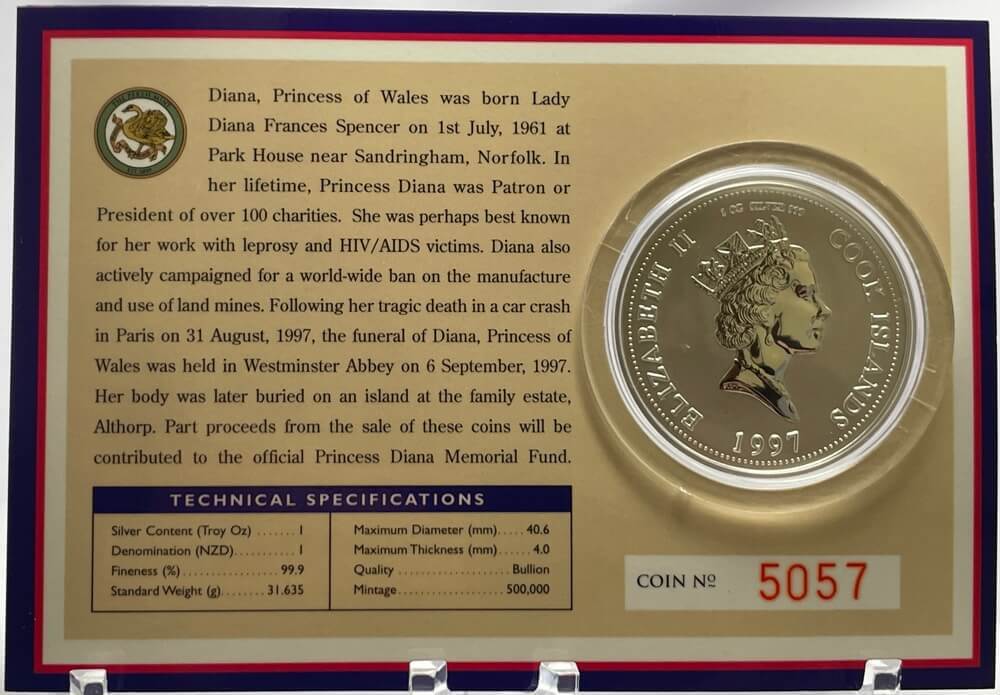 THE PERTH MINT
Diana, Princess of Wales was born Lady
Diana Frances Spencer on 1st July, 1961 at
Park House near Sandringham, Norfolk. In
her lifetime, Princess Diana was Patron or
President of over 100 charities. She was perhaps best known
for her work with leprosy and HIV/AIDS victims. Diana also
actively campaigned for a world-wide ban on the manufacture
and use of land mines. Following her tragic death in a car crash
in Paris on 31 August, 1997, the funeral of Diana, Princess of
Wales was held in Westminster Abbey on 6 September, 1997.
Her body was later buried on an island at the family estate,
Althorp. Part proceeds from the sale of these coins will be
contributed to the official Princess Diana Memorial Fund.
TECHNICAL SPECIFICATIONS
Silver Content (Troy Oz) ....... 1
Denomination (NZD)........... 1
Fineness (%) .................. 99.9
Standard Weight (g)........ 31.635
Maximum Diameter (mm)..... 40.6
Maximum Thickness (mm)..... 4.0
Quality .................... Bullion
Mintage.................... 500,000
1 OZ SILVER 999
ELIZABETH II
COOK ISLANDS
1997
COIN Nº 5057